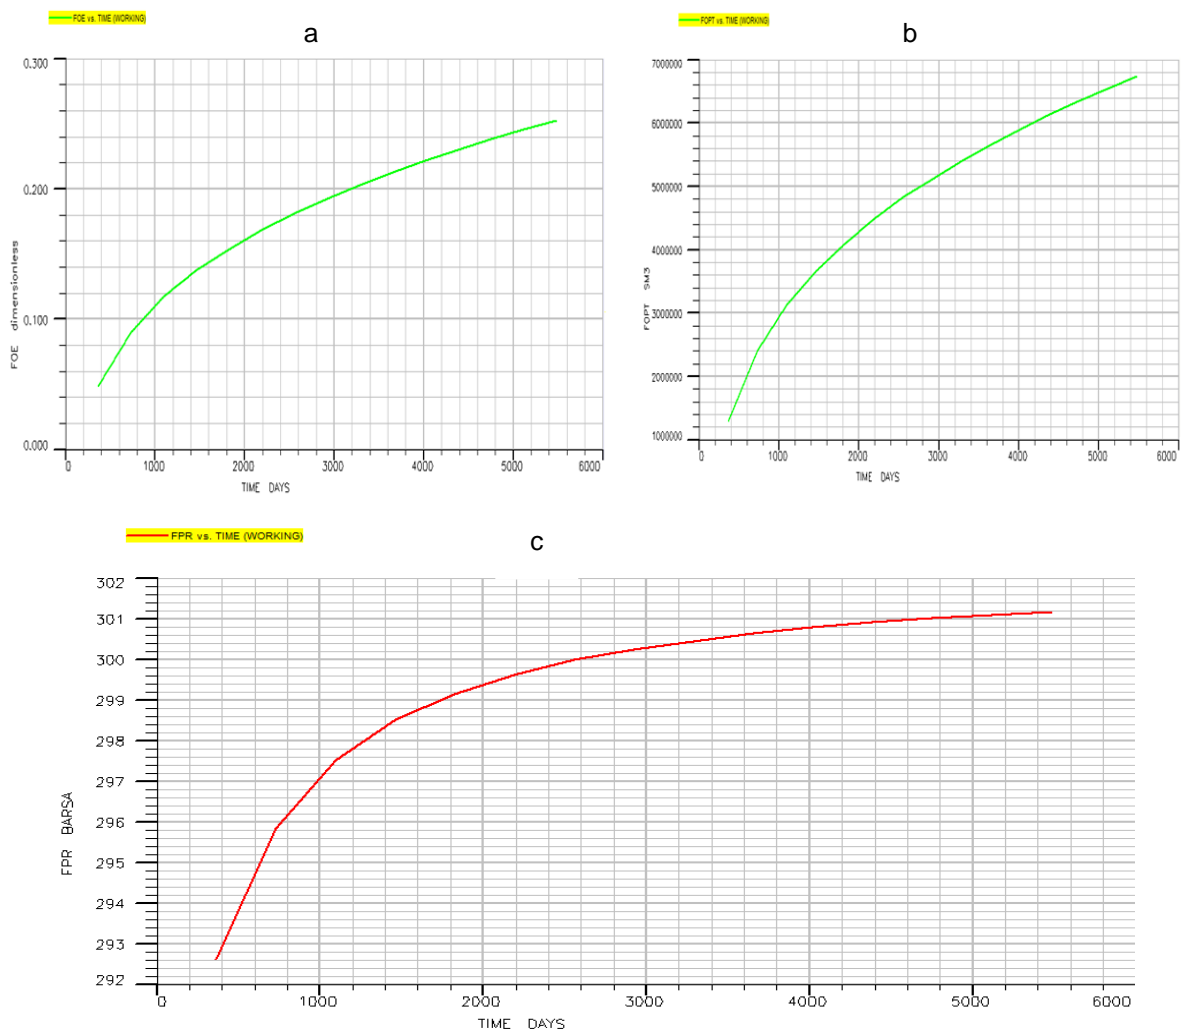 FOE vs. TIME (WORKING)
a
0.300
0.200
0.100
0.000
FOE dimensionless
0 1000 2000 3000 4000 5000 6000
TIME DAYS
FOPT vs. TIME (WORKING)
b
7000000
6000000
5000000
4000000
3000000
2000000
1000000
FOPT SM3
0 1000 2000 3000 4000 5000 6000
TIME DAYS
FPR vs. TIME (WORKING)
c
302
301
300
299
298
297
296
295
294
293
292
FPR BARSA
0 1000 2000 3000 4000 5000 6000
TIME DAYS